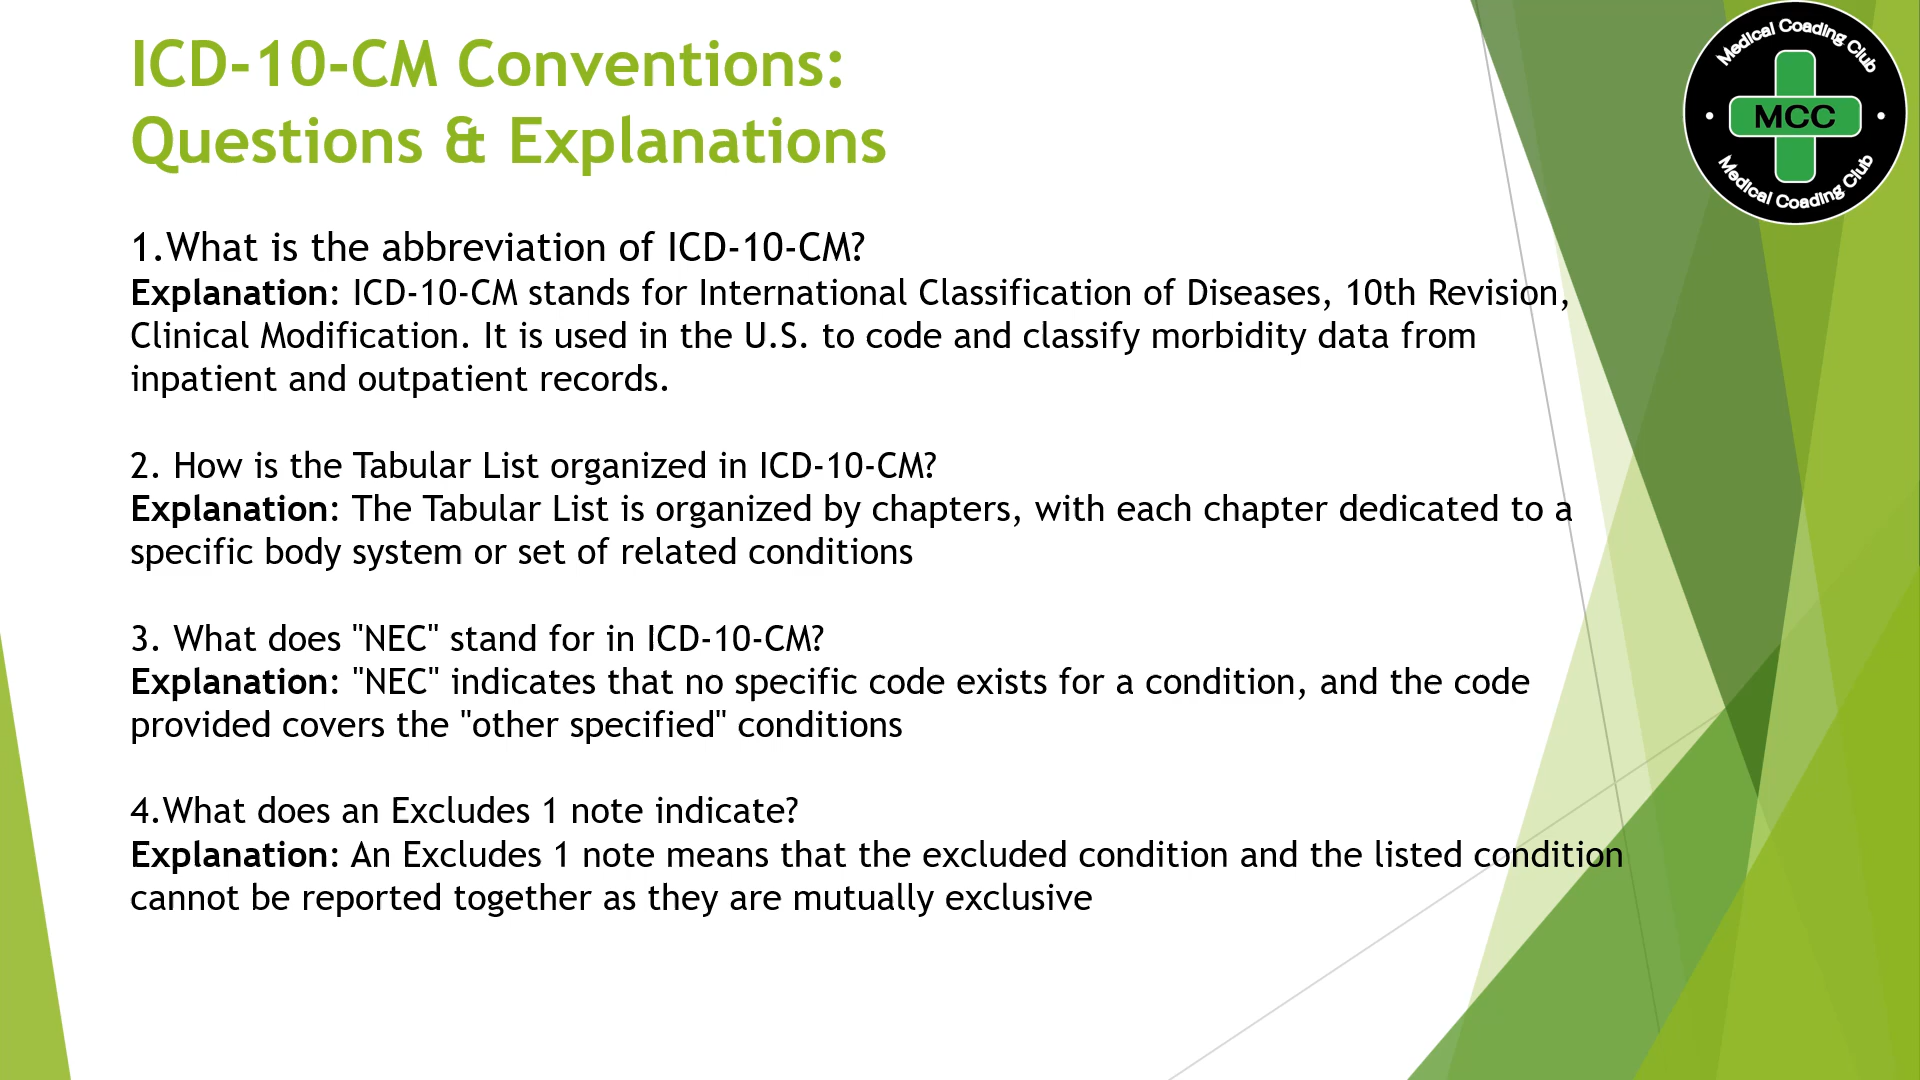 ICD-10-CM Conventions:
Questions & Explanations
Medical Coading Club
MCC
Medical Coading Club
1.What is the abbreviation of ICD-10-CM?
Explanation: ICD-10-CM stands for International Classification of Diseases, 10th Revision,
Clinical Modification. It is used in the U.S. to code and classify morbidity data from
inpatient and outpatient records.
2. How is the Tabular List organized in ICD-10-CM?
Explanation: The Tabular List is organized by chapters, with each chapter dedicated to a
specific body system or set of related conditions
3. What does "NEC" stand for in ICD-10-CM?
Explanation: "NEC" indicates that no specific code exists for a condition, and the code
provided covers the "other specified" conditions
4.What does an Excludes 1 note indicate?
Explanation: An Excludes 1 note means that the excluded condition and the listed condition
cannot be reported together as they are mutually exclusive